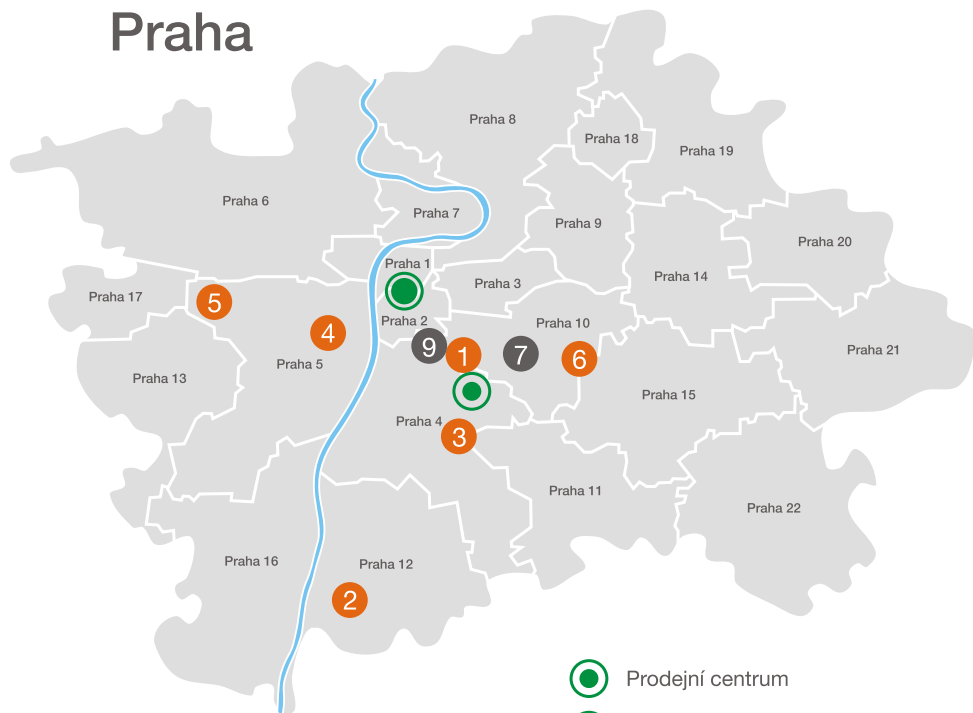 Praha
Praha 8
Praha 18
Praha 19
Praha 6
Praha 7
Praha 9
Praha 20
Praha 1
Praha 14
Praha 3
Praha 17
5
Praha 2
Praha 10
4
9
1
7
6
Praha 21
Praha 5
Praha 13
Praha 15
Praha 4
3
Praha 11
Praha 22
Praha 16
Praha 12
2
Prodejní centrum